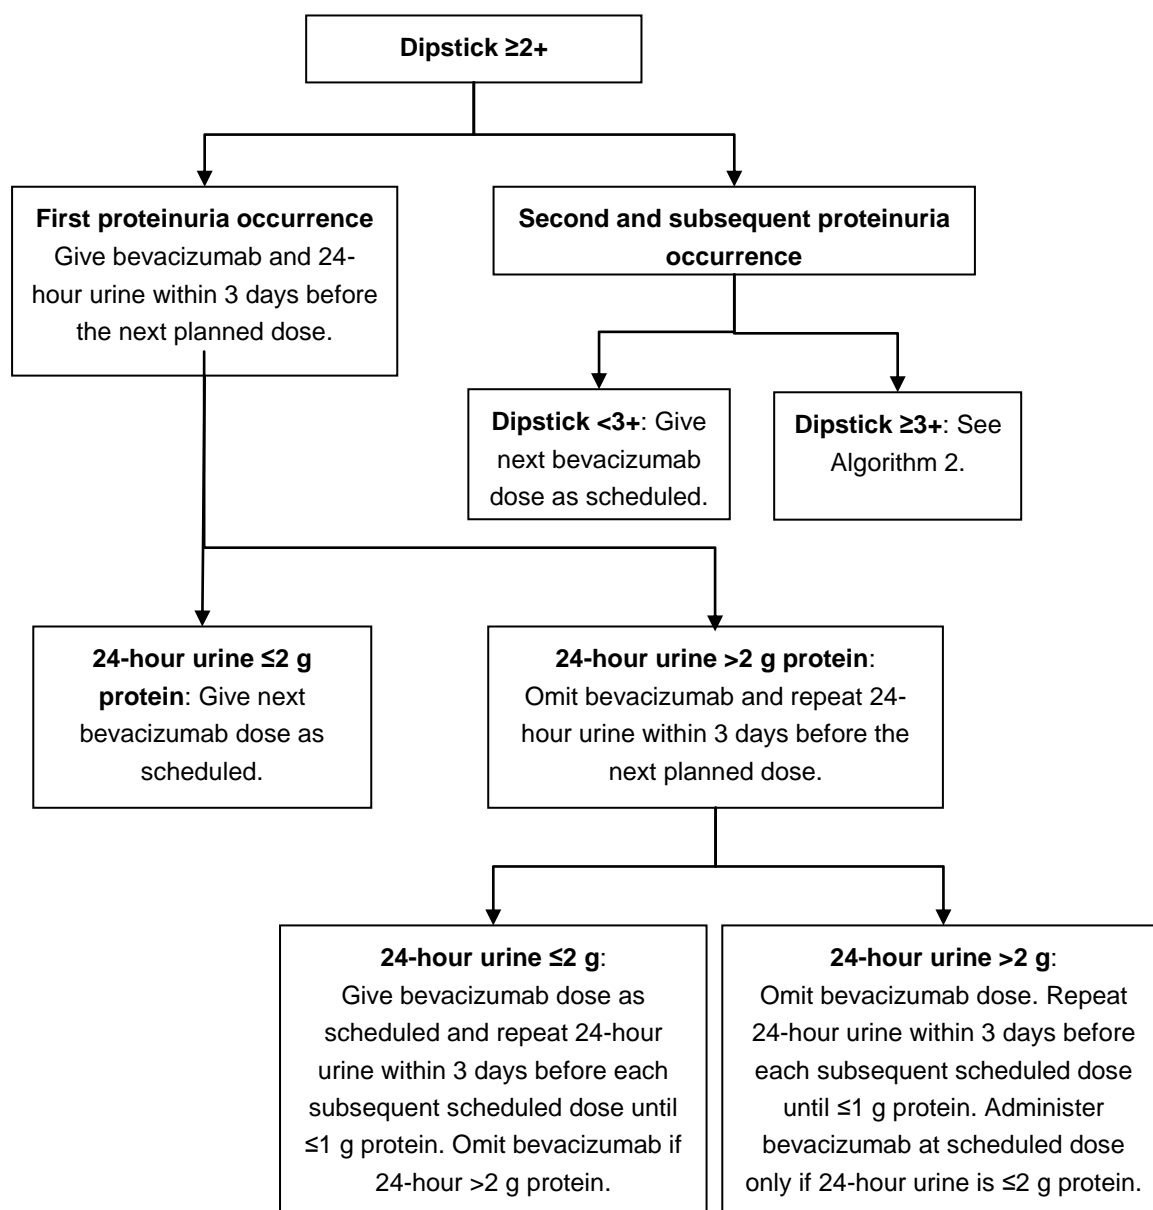 Dipstick ≥2+
First proteinuria occurrence
Give bevacizumab and 24-
hour urine within 3 days before
the next planned dose.
Second and subsequent proteinuria
occurrence
Dipstick <3+: Give
next bevacizumab
dose as scheduled.
Dipstick ≥3+: See
Algorithm 2.
24-hour urine ≤2 g
protein: Give next
bevacizumab dose as
scheduled.
24-hour urine >2 g protein:
Omit bevacizumab and repeat 24-
hour urine within 3 days before the
next planned dose.
24-hour urine ≤2 g:
Give bevacizumab dose as
scheduled and repeat 24-hour
urine within 3 days before each
subsequent scheduled dose until
≤1 g protein. Omit bevacizumab if
24-hour >2 g protein.
24-hour urine >2 g:
Omit bevacizumab dose. Repeat
24-hour urine within 3 days before
each subsequent scheduled dose
until ≤1 g protein. Administer
bevacizumab at scheduled dose
only if 24-hour urine is ≤2 g protein.